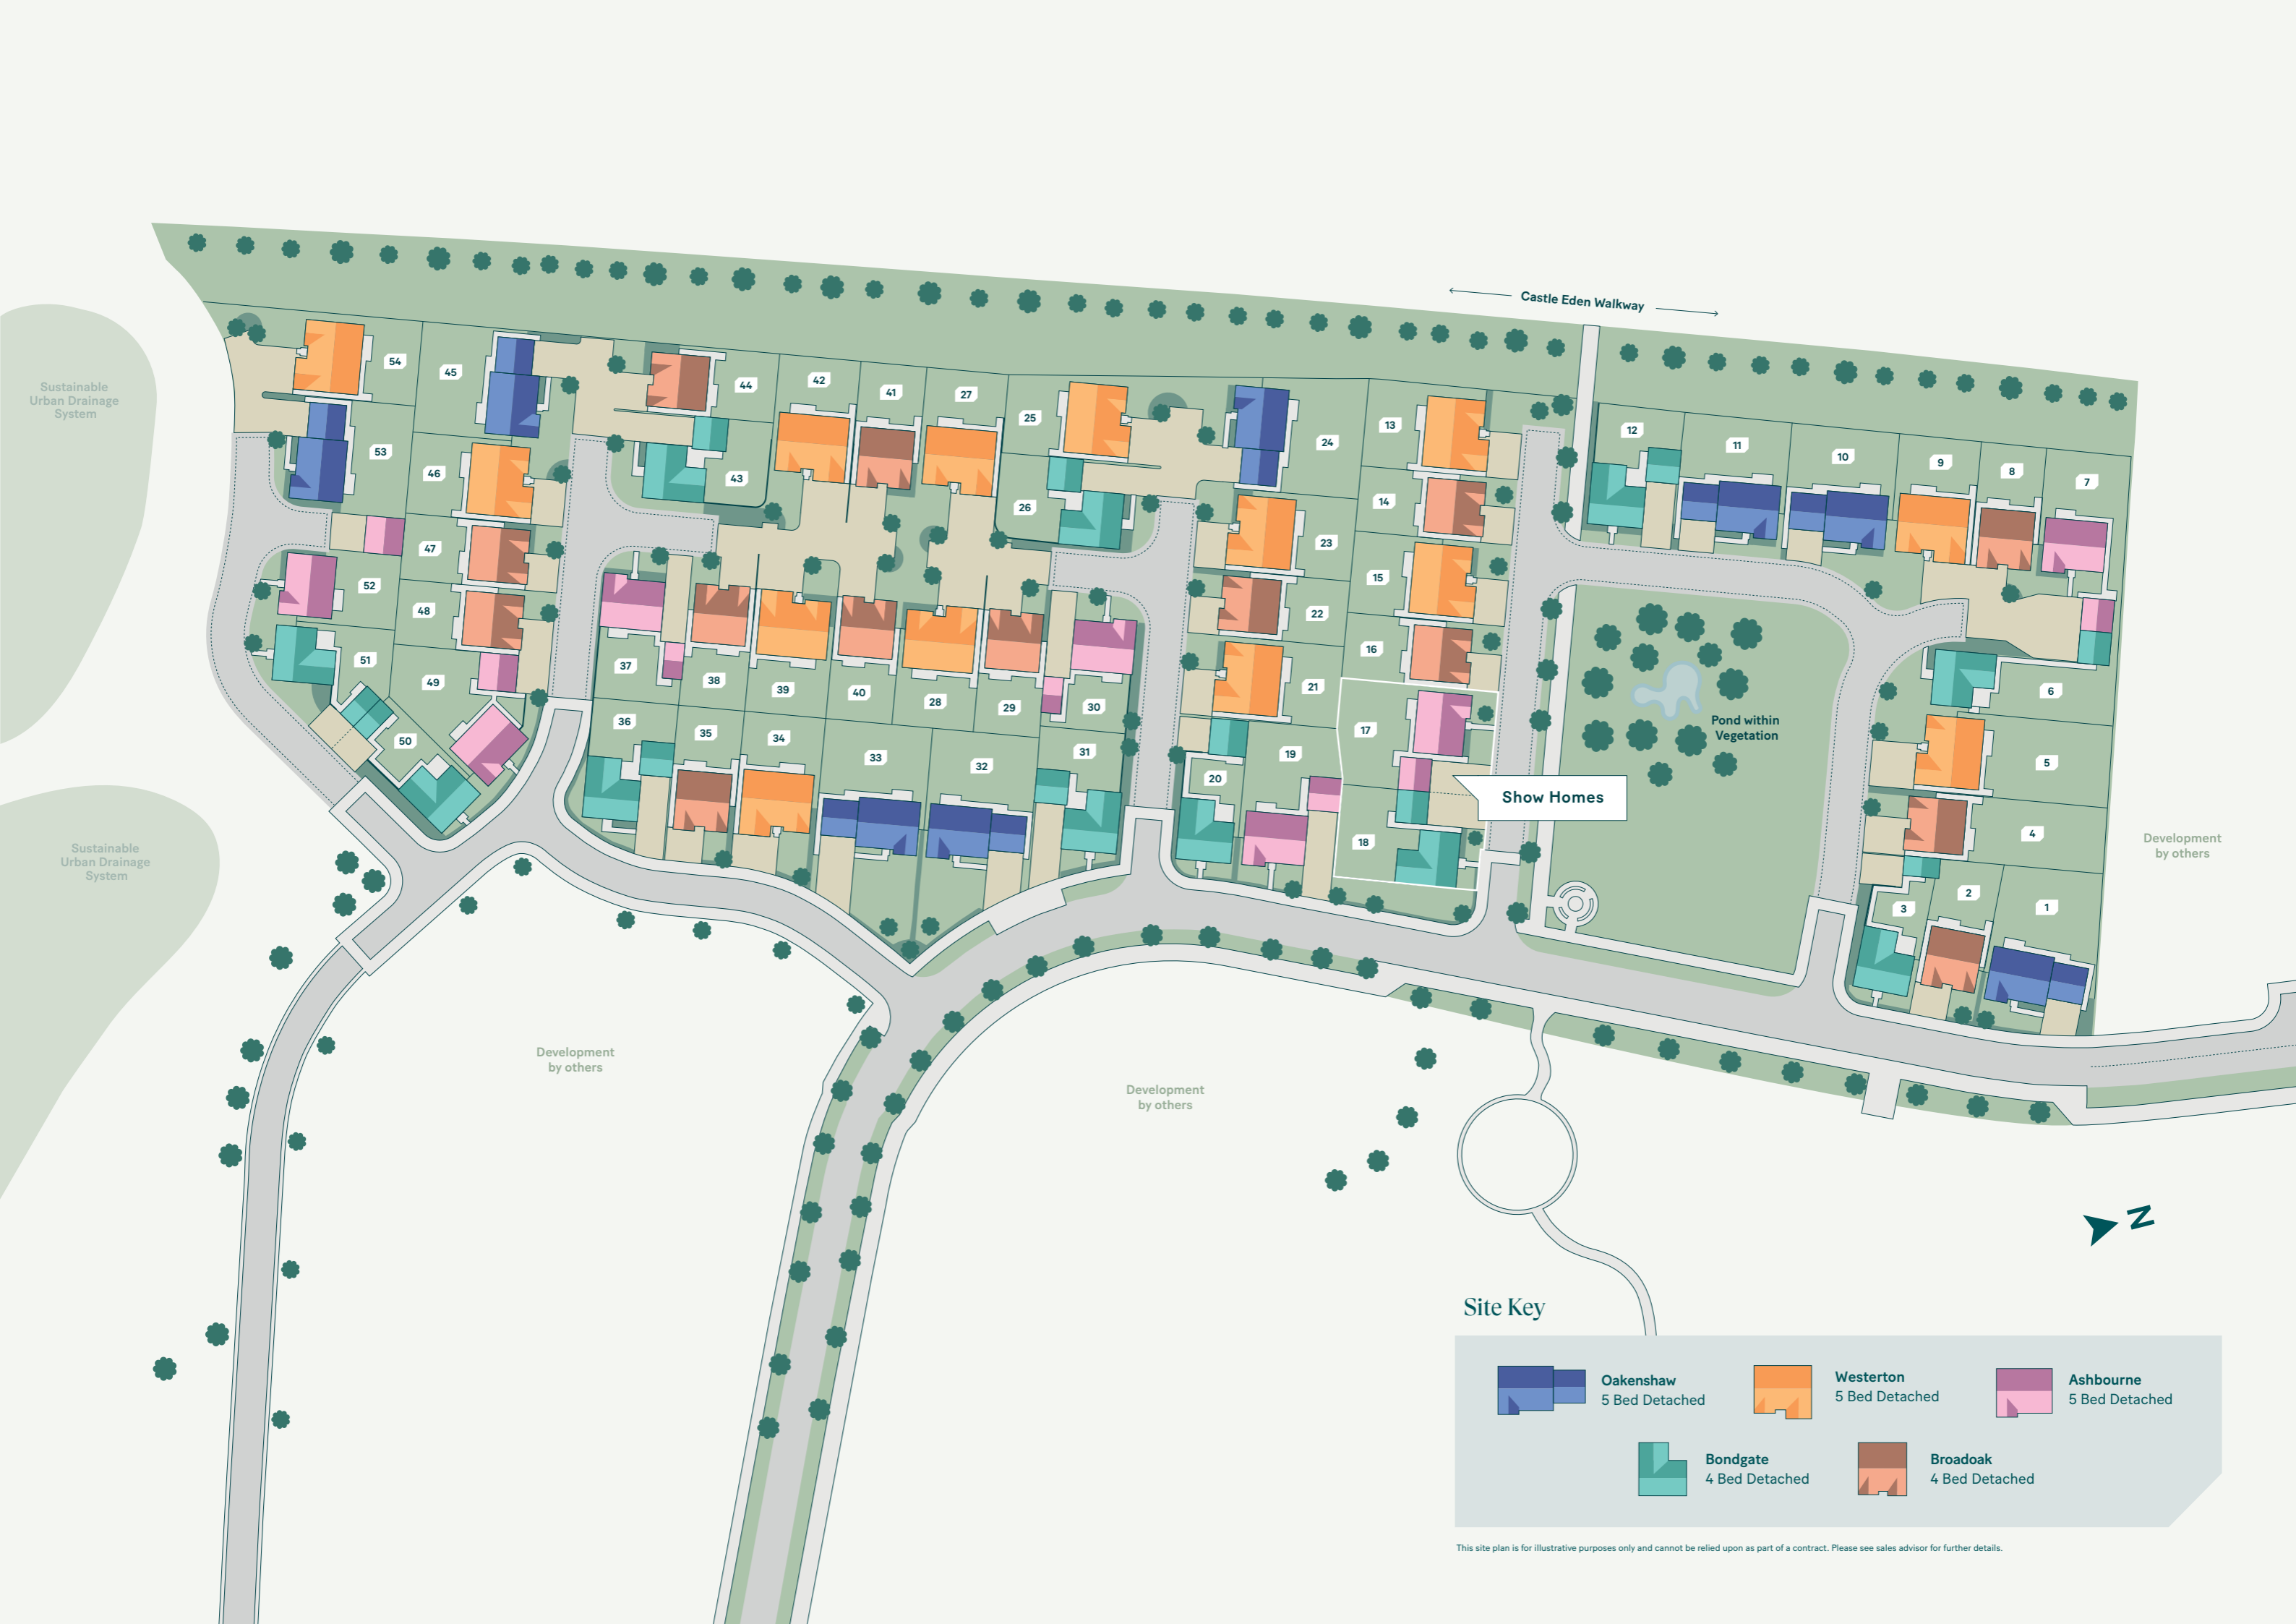 Castle Eden Walkway
Sustainable
Urban Drainage
System
54
45
44
42
41
27
25
24
13
12
11
10
9
8
7
53
46
43
26
14
47
23
15
52
48
22
16
51
49
37
38
39
40
28
29
30
21
17
6
Pond within
Vegetation
50
36
35
34
33
32
31
19
20
5
Show Homes
18
4
Sustainable
Urban Drainage
System
Development
by others
3
2
1
Development
by others
Development
by others
N
Site Key
Oakenshaw
5 Bed Detached
Westerton
5 Bed Detached
Ashbourne
5 Bed Detached
Bondgate
4 Bed Detached
Broadoak
4 Bed Detached
This site plan is for illustrative purposes only and cannot be relied upon as part of a contract. Please see sales advisor for further details.